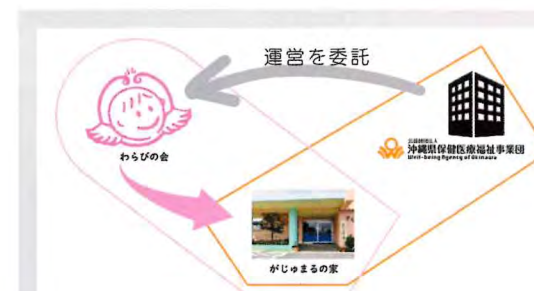 運営を委託
わらびの会
公益財団法人
沖縄県保健医療福祉事業団
Well-being Agency of Okinawa
がじゅまるの家